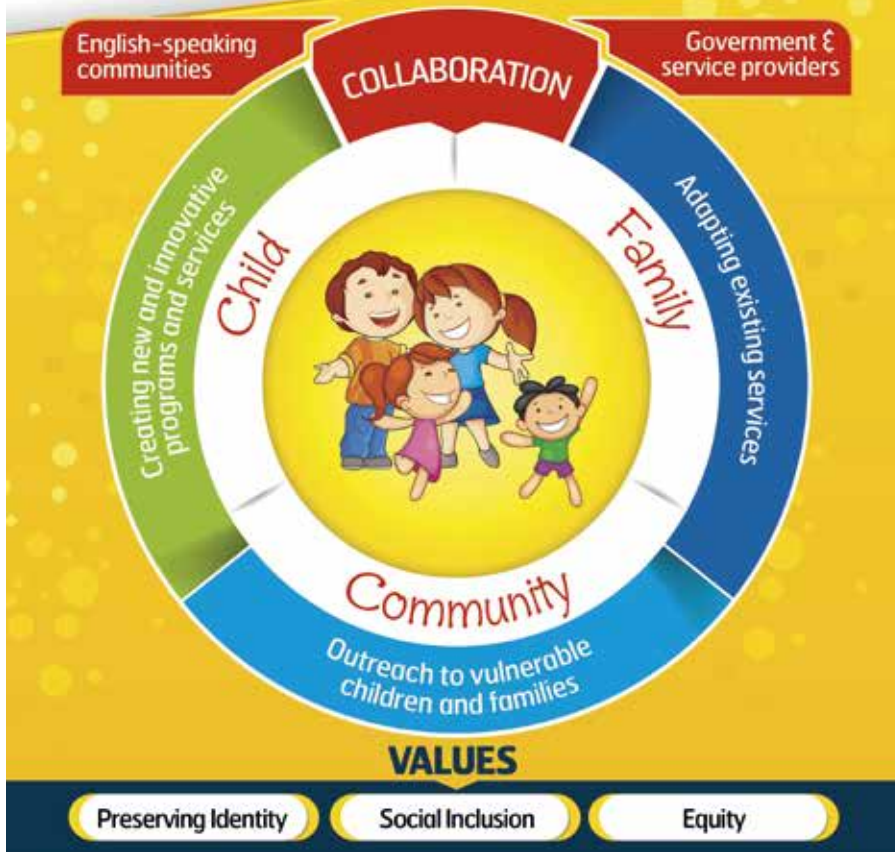 English-speaking
communities
COLLABORATION
Government &
service providers
Creating new and innovative
programs and services
Child
Family
Adapting existing services
Community
Outreach to vulnerable
children and families
VALUES
Preserving Identity
Social Inclusion
Equity